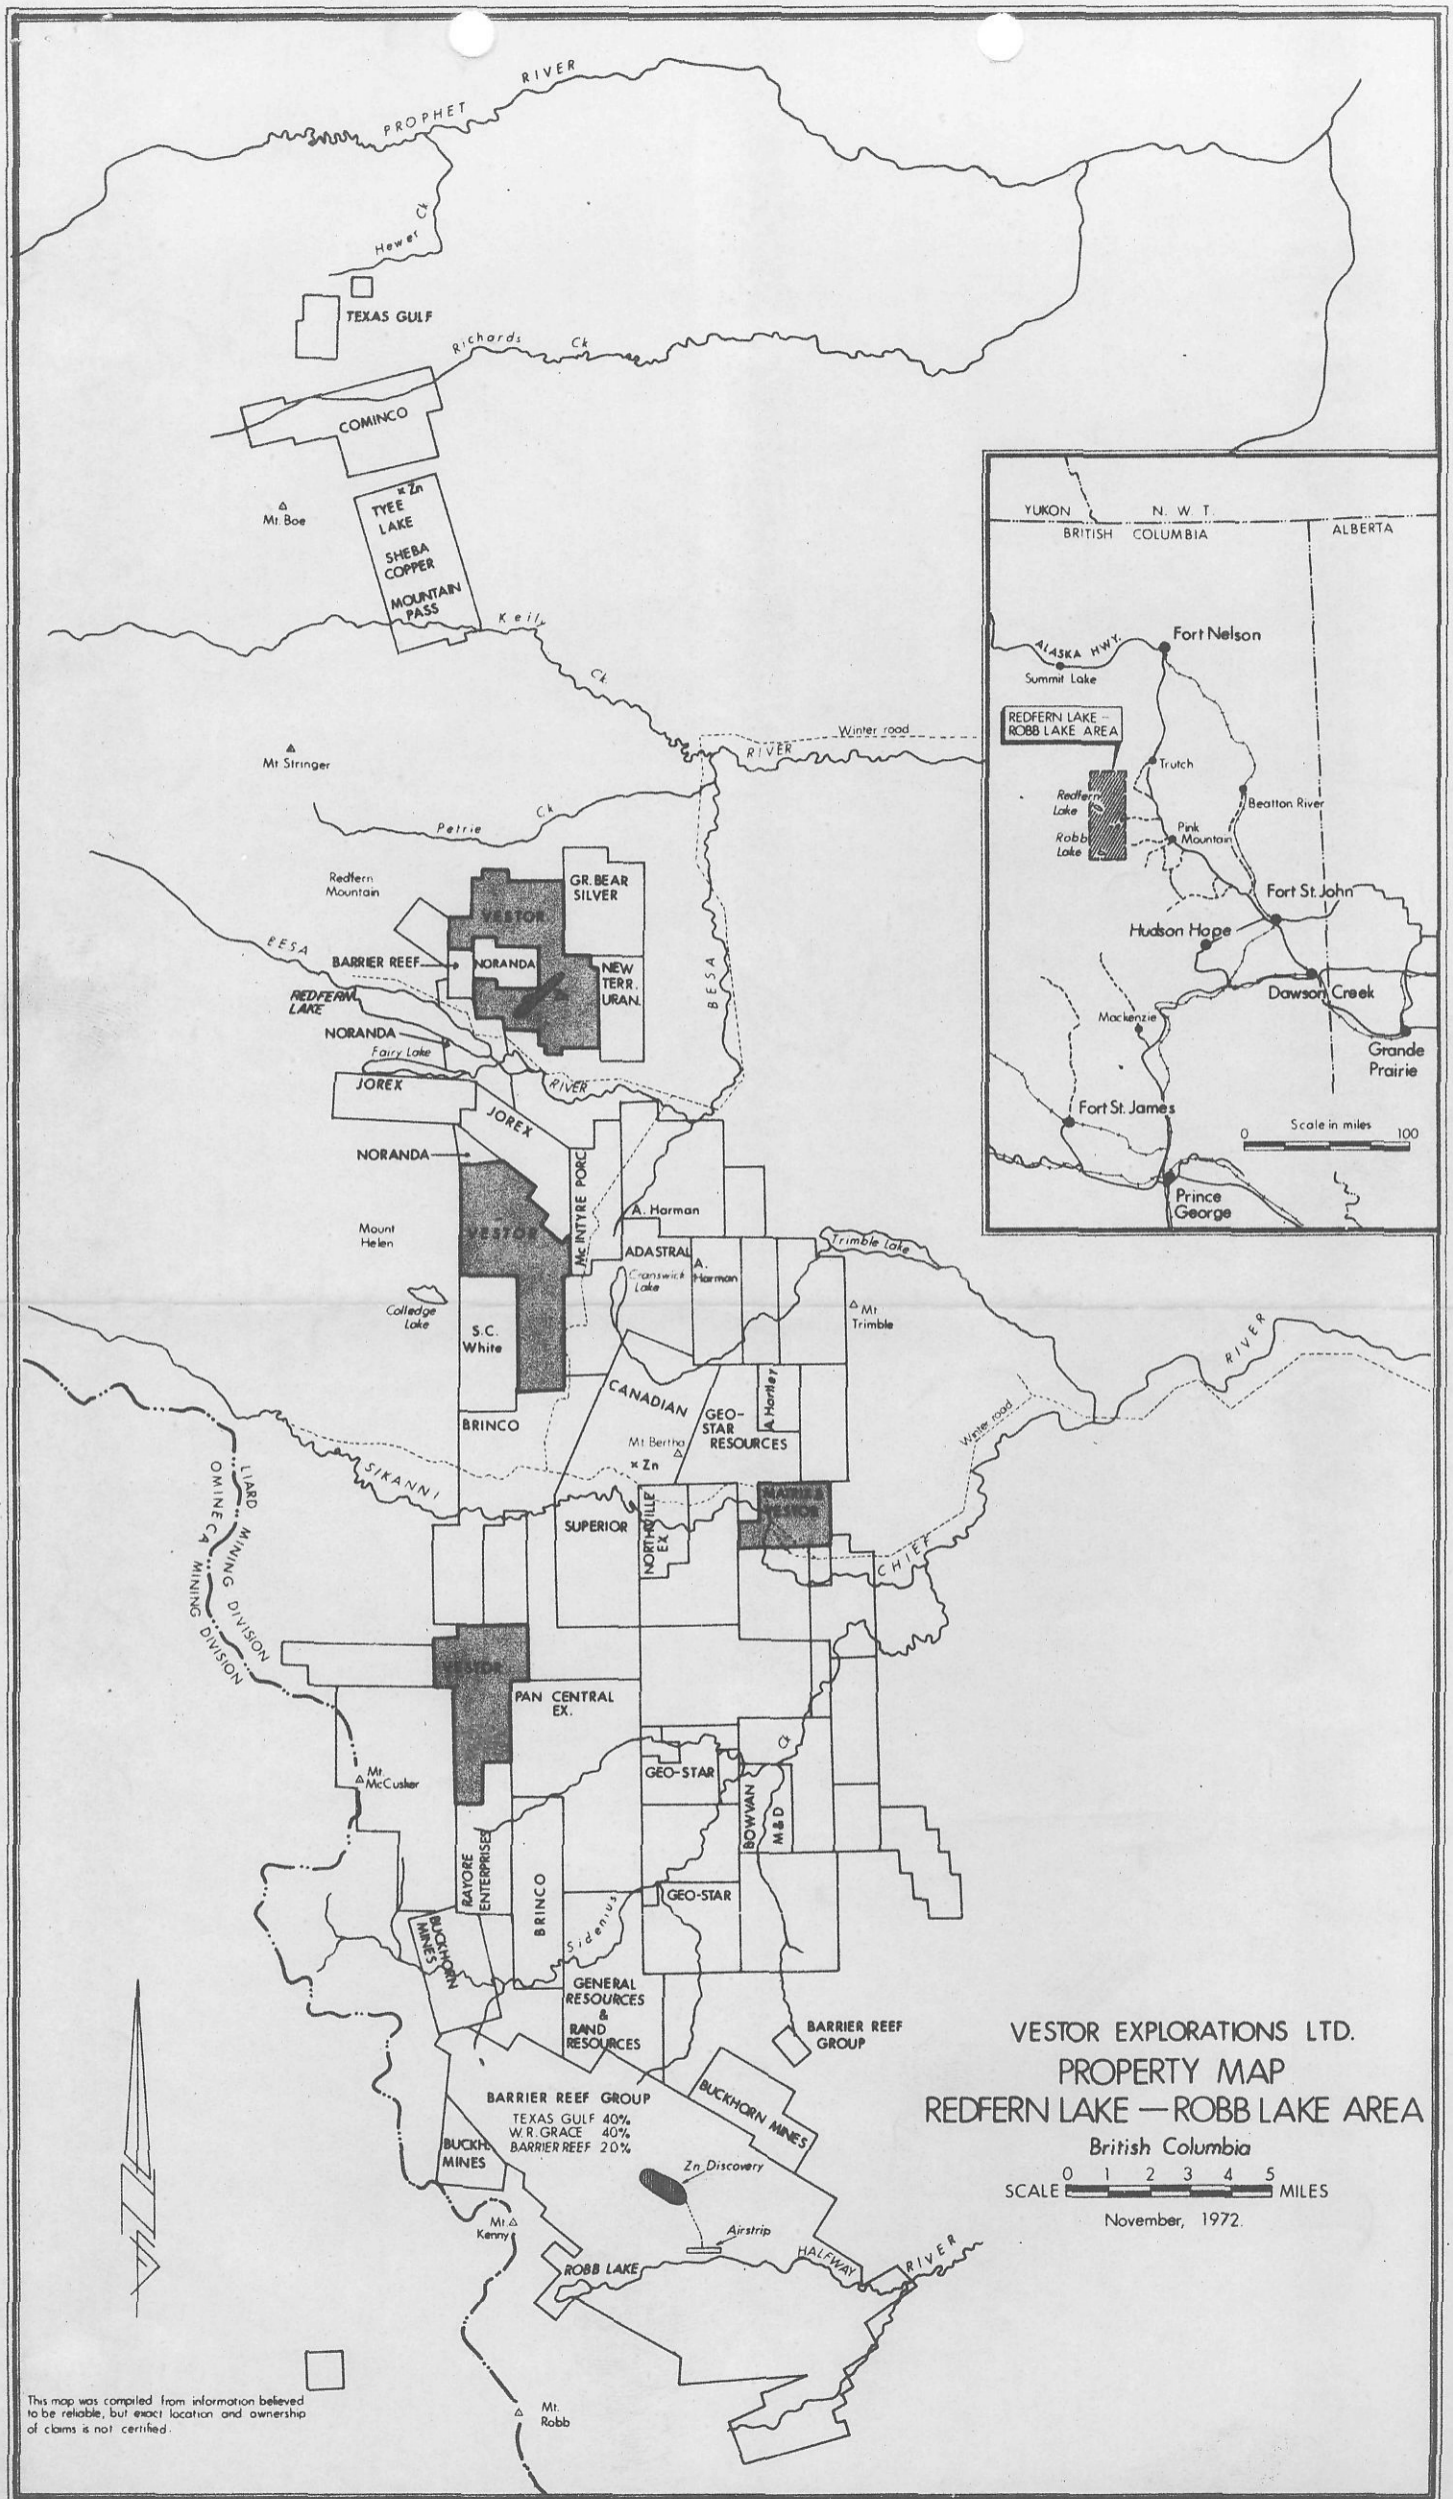 PROPHET RIVER
Hewer Ck
TEXAS GULF
Richards Ck
COMINCO
x Zn
TYEE
LAKE
SHEBA
COPPER
MOUNTAIN
PASS
Mt. Boe
Keily Ck.
Winter road
RIVER
Mt Stringer
Petrie Ck
Redfern
Mountain
GR. BEAR
SILVER
VESTOR
BESA
BARRIER REEF
NORANDA
NEW
TERR.
URAN.
BESA
REDFERN
LAKE
NORANDA
Fairy Lake
JOREX
RIVER
JOREX
NORANDA
McINTYRE PORC.
A. Harman
Mount
Helen
VESTOR
ADASTRAL
A.
Harman
Trimble Lake
Cranswick
Lake
Colledge
Lake
Mt.
Trimble
S.C.
White
RIVER
CANADIAN
A Hartley
GEO-
STAR
RESOURCES
BRINCO
Mt Bertha
x Zn
Winter road
SIKANNI
LIARD MINING DIVISION
OMINECA MINING DIVISION
SUPERIOR
NORTHVILLE
EX
VESTOR
CHIEF
VESTOR
PAN CENTRAL
EX.
Ck
Mt.
McCusker
GEO-STAR
BOWVAN
M & D
RAYORE
ENTERPRISES
BRINCO
GEO-STAR
Sidenius
BUCKHORN
MINES
GENERAL
RESOURCES
&
RAND
RESOURCES
BARRIER REEF
GROUP
BUCKHORN MINES
BARRIER REEF GROUP
TEXAS GULF 40%
W.R. GRACE 40%
BARRIER REEF 20%
BUCKH.
MINES
Zn Discovery
Mt.
Kenny
Airstrip
ROBB LAKE
HALFWAY RIVER
Mt.
Robb
This map was compiled from information believed
to be reliable, but exact location and ownership
of claims is not certified.
YUKON N. W. T.
BRITISH COLUMBIA ALBERTA
Fort Nelson
ALASKA HWY.
Summit Lake
REDFERN LAKE -
ROBB LAKE AREA
Trutch
Redfern
Lake
Beatton River
Robb
Lake
Pink
Mountain
Fort St. John
Hudson Hope
Dawson Creek
Mackenzie
Grande
Prairie
Fort St. James
Scale in miles
0 100
Prince
George
VESTOR EXPLORATIONS LTD.
PROPERTY MAP
REDFERN LAKE — ROBB LAKE AREA
British Columbia
0 1 2 3 4 5
SCALE MILES
November, 1972.